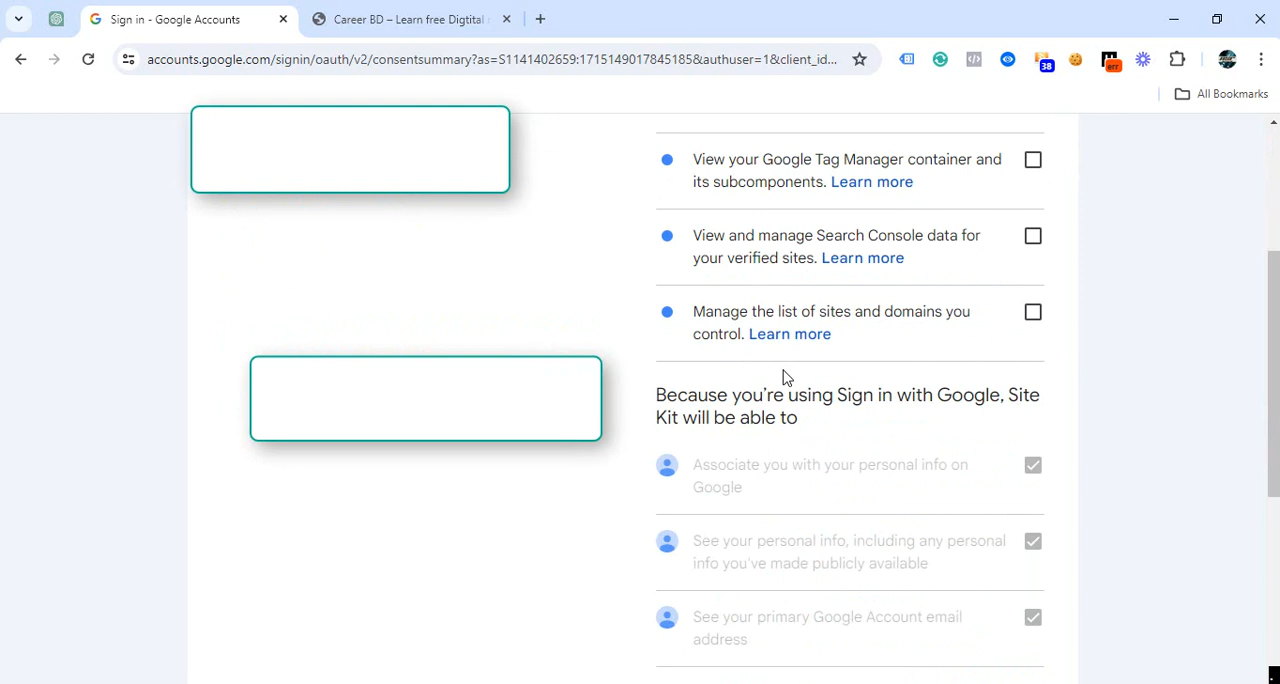 Sign in - Google Accounts
Career BD – Learn free Digtital
accounts.google.com/signin/oauth/v2/consentsummary?as=S1141402659:1715149017845185&authuser=1&client_id...
38
err
All Bookmarks
View your Google Tag Manager container and
its subcomponents. Learn more
View and manage Search Console data for
your verified sites. Learn more
Manage the list of sites and domains you
control. Learn more
Because you’re using Sign in with Google, Site
Kit will be able to
Associate you with your personal info on
Google
See your personal info, including any personal
info you've made publicly available
See your primary Google Account email
address